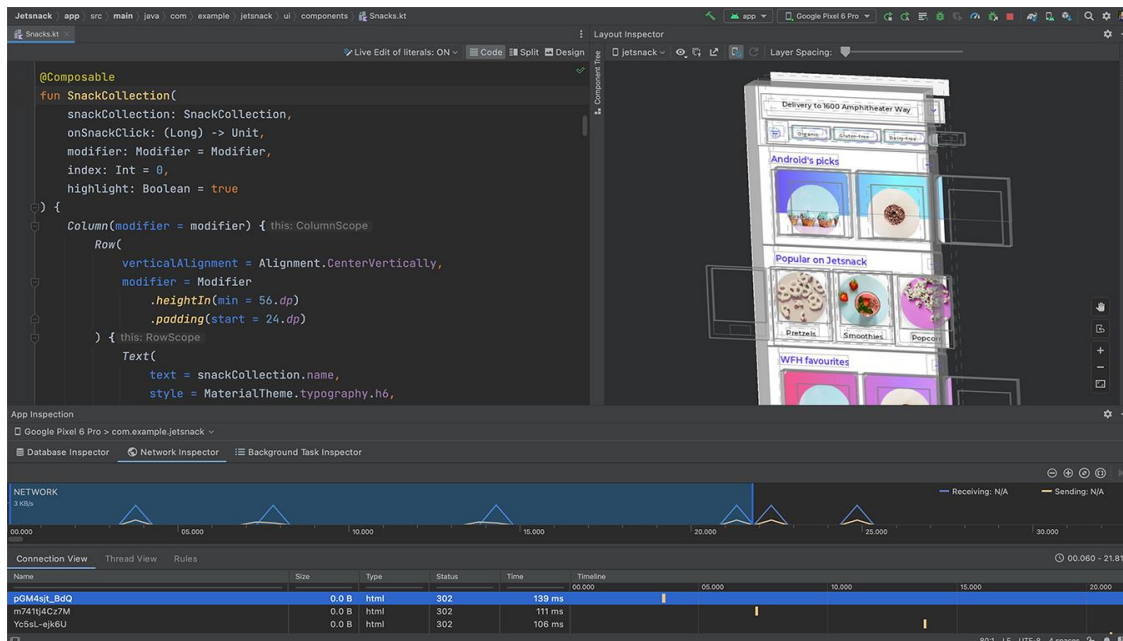 Jetsnack › app › src › main › java › com › example › jetsnack › ui › components › Snacks.kt
app
Google Pixel 6 Pro
Snacks.kt
Layout Inspector
Live Edit of literals: ON
Code
Split
Design
jetsnack
Layer Spacing:
Component Tree
@Composable
fun SnackCollection(
snackCollection: SnackCollection,
onSnackClick: (Long) -> Unit,
modifier: Modifier = Modifier,
index: Int = 0,
highlight: Boolean = true
) {
Column(modifier = modifier) { this: ColumnScope
Row(
verticalAlignment = Alignment.CenterVertically,
modifier = Modifier
.heightIn(min = 56.dp)
.padding(start = 24.dp)
) { this: RowScope
Text(
text = snackCollection.name,
style = MaterialTheme.typography.h6,
Delivery to 1600 Amphitheater Way
Organic
Gluten-free
Dairy-free
Android's picks
Popular on Jetsnack
Pretzels
Smoothies
Popcor
WFH favourites
App Inspection
Google Pixel 6 Pro > com.example.jetsnack
Database Inspector
Network Inspector
Background Task Inspector
NETWORK
3 KB/s
Receiving: N/A
Sending: N/A
00.000 05.000 10.000 15.000 20.000 25.000 30.000
Connection View Thread View Rules
00.060 - 21.81
Name Size Type Status Time Timeline
00.000 05.000 10.000 15.000 20.000
pGM4sjt_BdQ 0.0 B html 302 139 ms
m741tj4Cz7M 0.0 B html 302 111 ms
Yc5sL-ejk6U 0.0 B html 302 106 ms
80:1 LF UTF-8 4 spaces